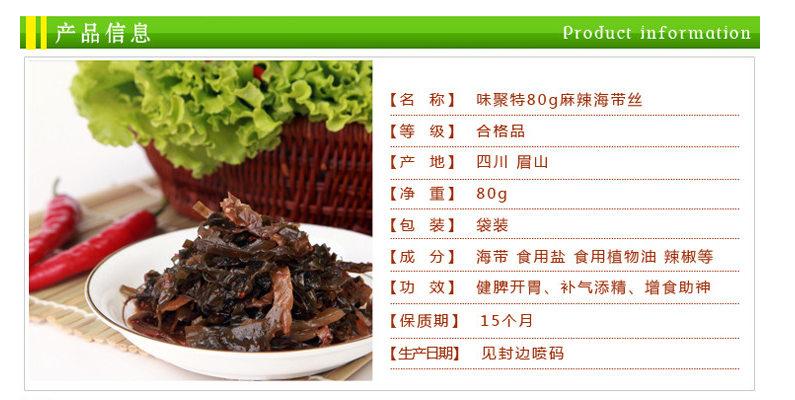 产品信息
Product information
【名 称】 味聚特80g麻辣海带丝
【等 级】 合格品
【产 地】 四川 眉山
【净 重】 80g
【包 装】 袋装
【成 分】 海带 食用盐 食用植物油 辣椒等
【功 效】 健脾开胃、补气添精、增食助神
【保质期】 15个月
【生产日期】 见封边喷码